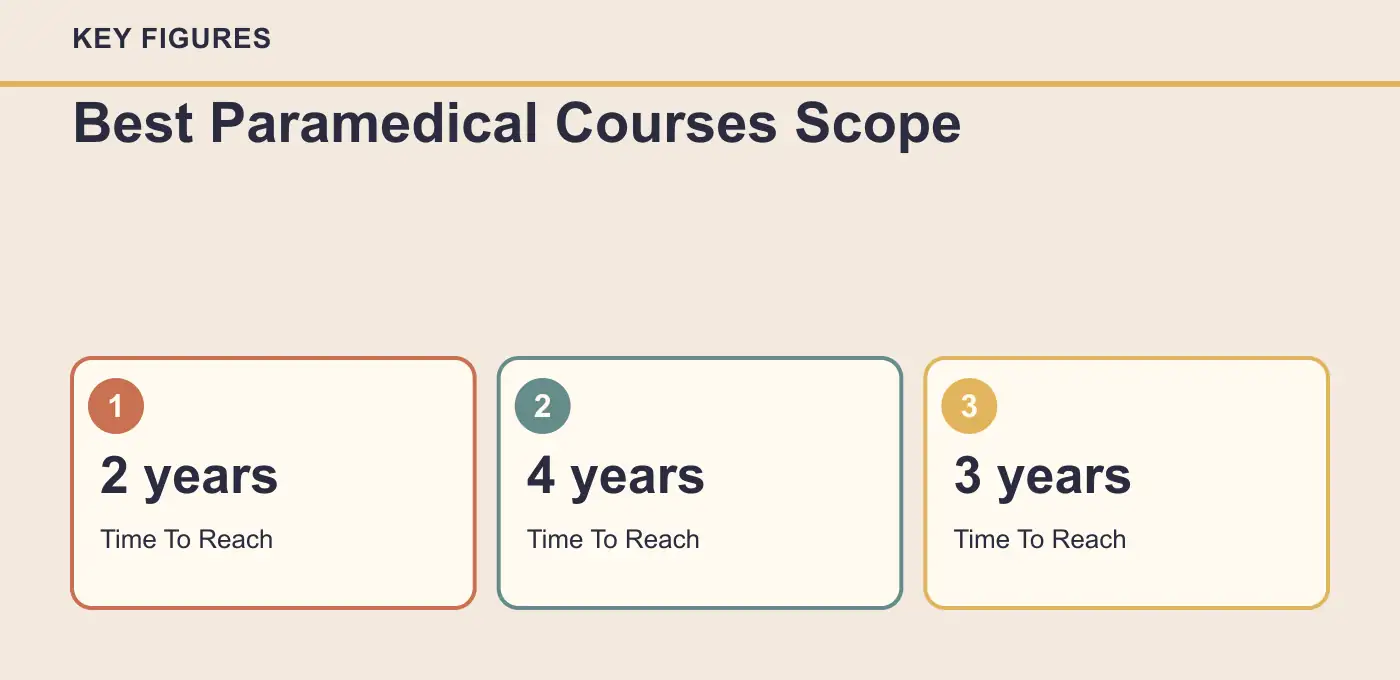 KEY FIGURES
Best Paramedical Courses Scope
1
2 years
Time To Reach
2
4 years
Time To Reach
3
3 years
Time To Reach